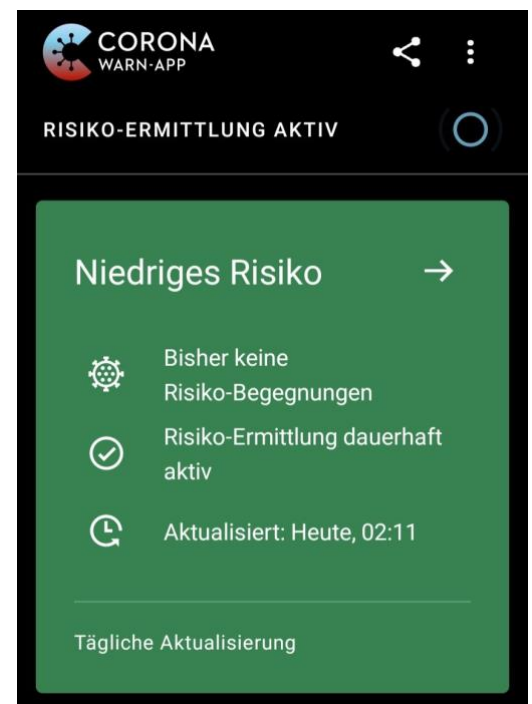 CORONA
WARN-APP
RISIKO-ERMITTLUNG AKTIV
Niedriges Risiko
Bisher keine
Risiko-Begegnungen
Risiko-Ermittlung dauerhaft
aktiv
Aktualisiert: Heute, 02:11
Tägliche Aktualisierung